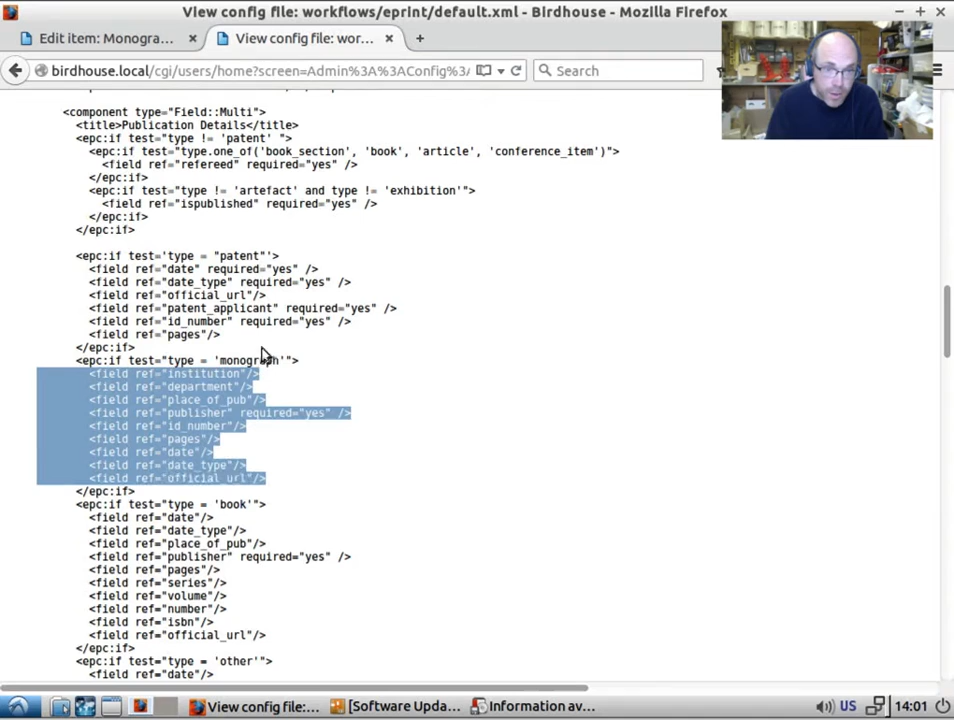 View config file: workflows/eprint/default.xml - Birdhouse - Mozilla Firefox
Edit item: Monogra...
View config file: wor...
birdhouse.local/cgi/users/home?screen=Admin%3A%3AConfig%3A
Search
<component type="Field::Multi">
<title>Publication Details</title>
<epc:if test="type != 'patent' ">
<epc:if test="type.one_of('book_section', 'book', 'article', 'conference_item')">
<field ref="refereed" required="yes" />
</epc:if>
<epc:if test="type != 'artefact' and type != 'exhibition'">
<field ref="ispublished" required="yes" />
</epc:if>
</epc:if>
<epc:if test='type = "patent"'>
<field ref="date" required="yes" />
<field ref="date_type" required="yes" />
<field ref="official_url"/>
<field ref="patent_applicant" required="yes" />
<field ref="id_number" required="yes" />
<field ref="pages"/>
</epc:if>
<epc:if test="type = 'monograph'">
<field ref="institution"/>
<field ref="department"/>
<field ref="place_of_pub"/>
<field ref="publisher" required="yes" />
<field ref="id_number"/>
<field ref="pages"/>
<field ref="date"/>
<field ref="date_type"/>
<field ref="official_url"/>
</epc:if>
<epc:if test="type = 'book'">
<field ref="date"/>
<field ref="date_type"/>
<field ref="place_of_pub"/>
<field ref="publisher" required="yes" />
<field ref="pages"/>
<field ref="series"/>
<field ref="volume"/>
<field ref="number"/>
<field ref="isbn"/>
<field ref="official_url"/>
</epc:if>
<epc:if test="type = 'other'">
<field ref="date"/>
View config file:...
[Software Upda...
Information av...
US
14:01